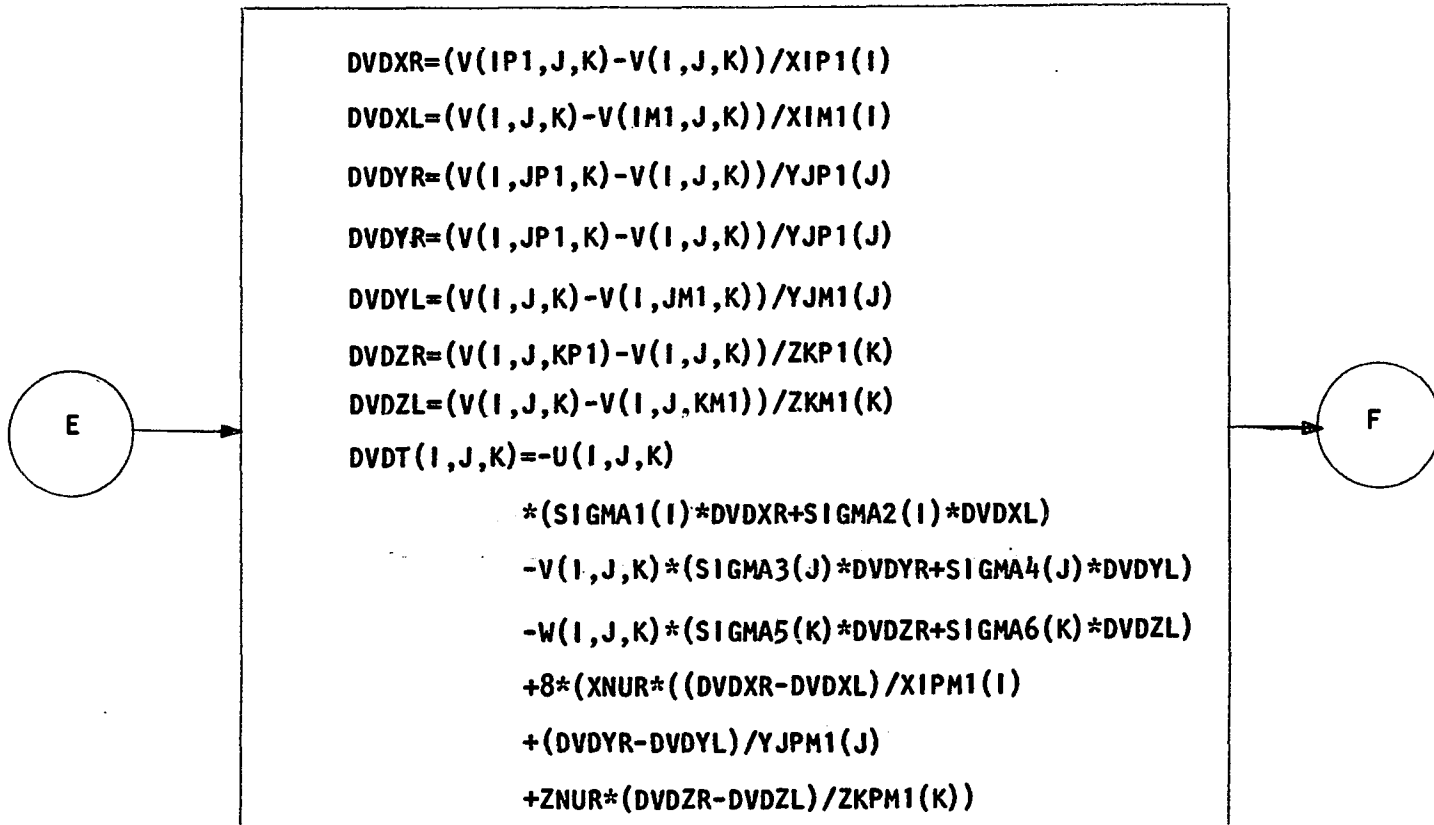 DVDXR=(V(IP1,J,K)-V(I,J,K))/XIP1(I)
DVDXL=(V(I,J,K)-V(IM1,J,K))/XIM1(I)
DVDYR=(V(I,JP1,K)-V(I,J,K))/YJP1(J)
DVDYR=(V(I,JP1,K)-V(I,J,K))/YJP1(J)
DVDYL=(V(I,J,K)-V(I,JM1,K))/YJM1(J)
DVDZR=(V(I,J,KP1)-V(I,J,K))/ZKP1(K)
DVDZL=(V(I,J,K)-V(I,J,KM1))/ZKM1(K)
E
F
DVDT(I,J,K)=-U(I,J,K)
*(SIGMA1(I)*DVDXR+SIGMA2(I)*DVDXL)
-V(I,J,K)*(SIGMA3(J)*DVDYR+SIGMA4(J)*DVDYL)
-W(I,J,K)*(SIGMA5(K)*DVDZR+SIGMA6(K)*DVDZL)
+8*(XNUR*((DVDXR-DVDXL)/XIPM1(I)
+(DVDYR-DVDYL)/YJPM1(J)
+ZNUR*(DVDZR-DVDZL)/ZKPM1(K))